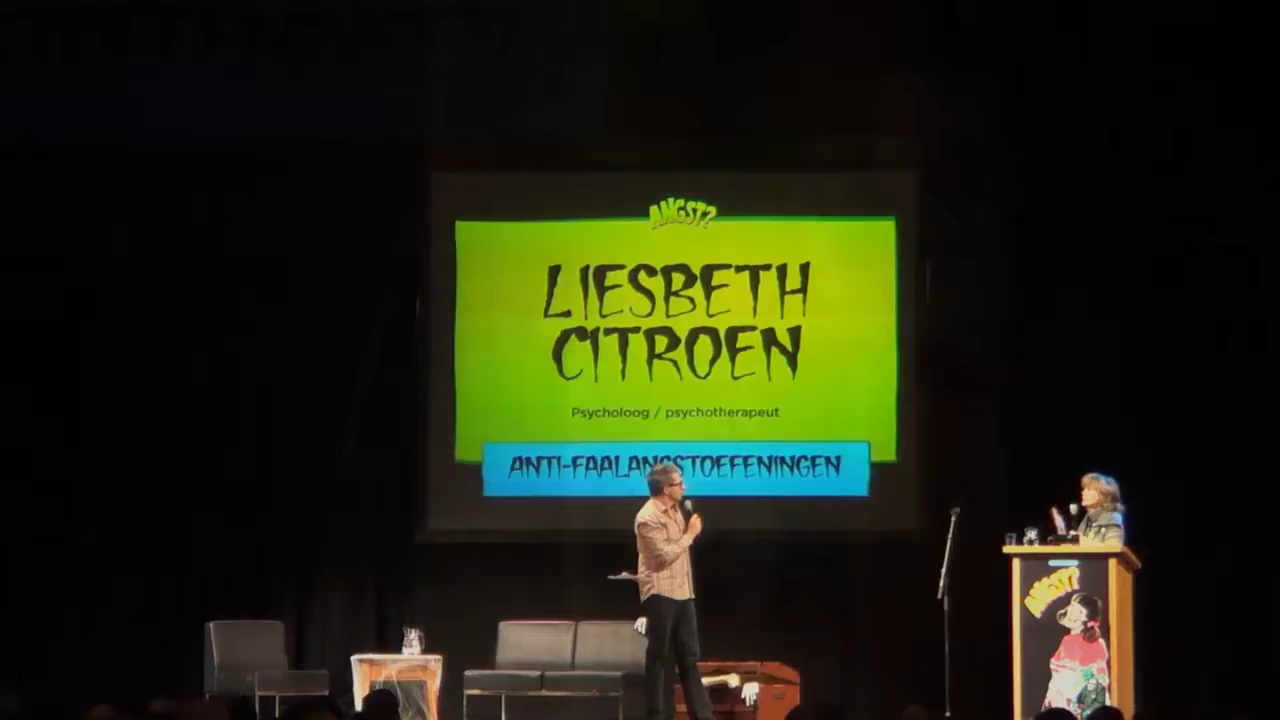 ANGST?
LIESBETH
CITROEN
Psycholoog / psychotherapeut
ANTI-FAALANGSTOEFENINGEN
ANGST?